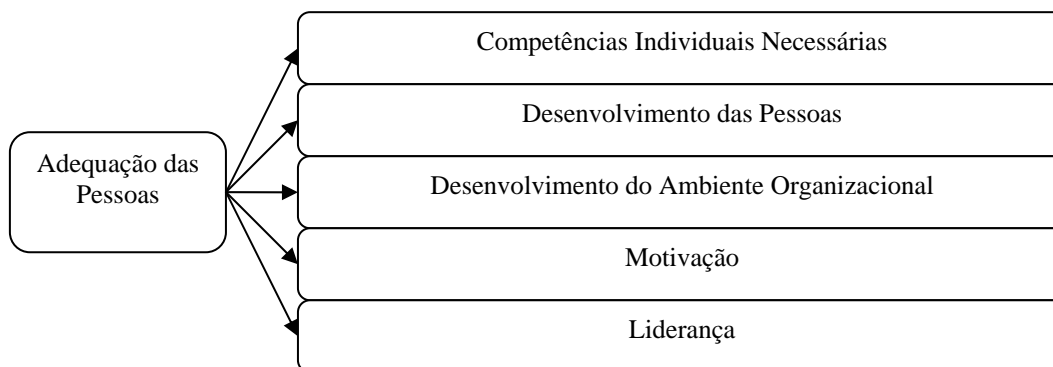 Competências Individuais Necessárias
Desenvolvimento das Pessoas
Adequação das
Pessoas
Desenvolvimento do Ambiente Organizacional
Motivação
Liderança